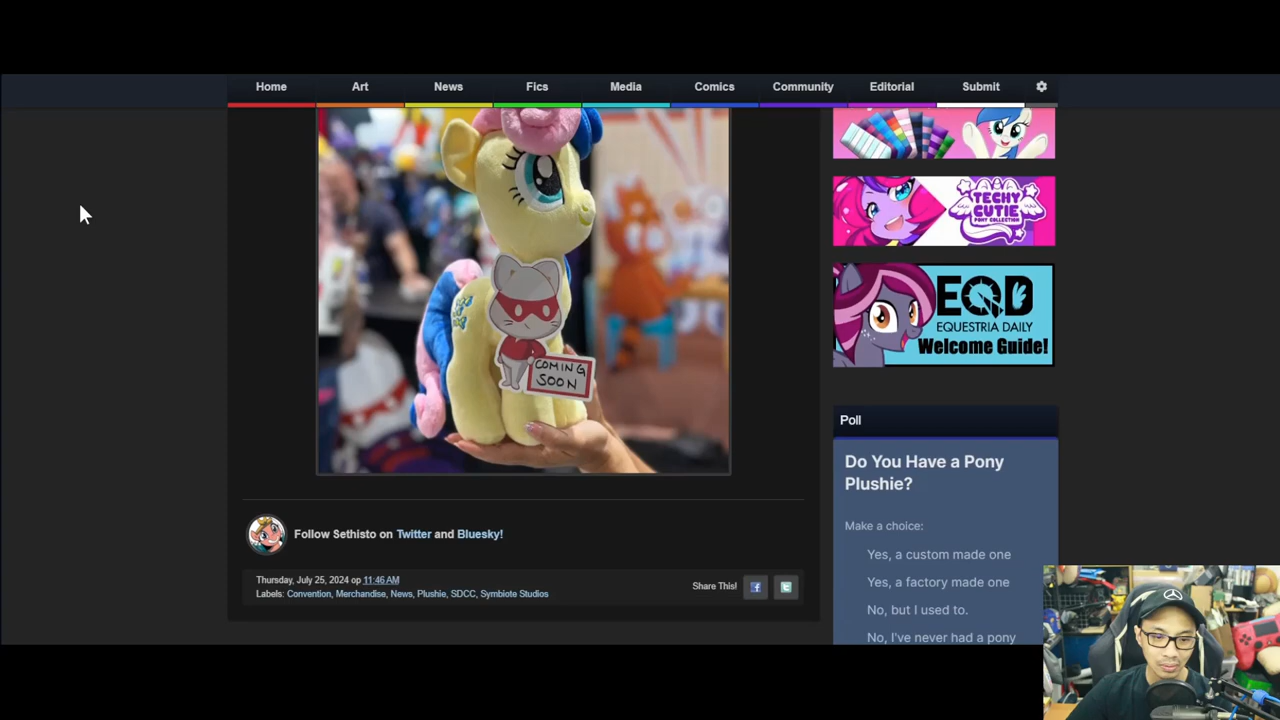 Home Art News Fics Media Comics Community Editorial Submit
TECHY
CUTIE
PONY COLLECTION
EQD
EQUESTRIA DAILY
Welcome Guide!
COMING
SOON
Poll
Do You Have a Pony
Plushie?
Make a choice:
Yes, a custom made one
Yes, a factory made one
No, but I used to.
No, I've never had a pony
Follow Sethisto on Twitter and Bluesky!
Thursday, July 25, 2024 op 11:46 AM
Labels: Convention, Merchandise, News, Plushie, SDCC, Symbiote Studios
Share This!